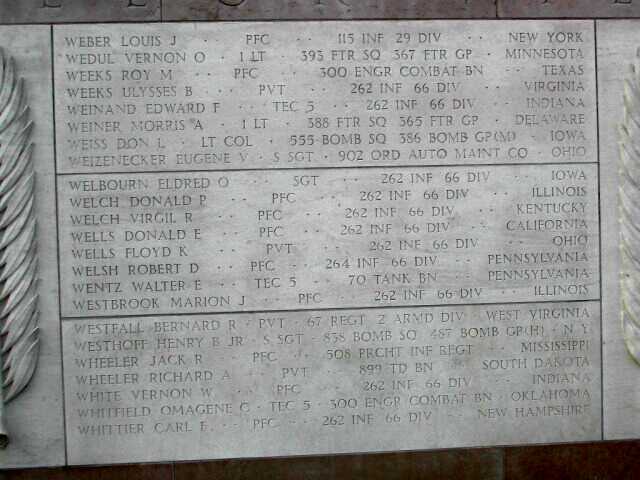 WEBER LOUIS J · PFC · · 115 INF 29 DIV · · NEW YORK
WEDUL VERNON O · 1 LT · 393 FTR SQ 367 FTR GP · MINNESOTA
WEEKS ROY M · · PFC · · 300 ENGR COMBAT BN · · TEXAS
WEEKS ULYSSES B · · PVT · · 262 INF 66 DIV · · VIRGINIA
WEINAND EDWARD F · · TEC 5 · · 262 INF 66 DIV · · INDIANA
WEINER MORRIS A · 1 LT · 388 FTR SQ 365 FTR GP · DELAWARE
WEISS DON L · LT COL · 555 BOMB SQ 386 BOMB GP(M) · IOWA
WEIZENECKER EUGENE V · S SGT · 902 ORD AUTO MAINT CO · OHIO
WELBOURN ELDRED O · · SGT · · 262 INF 66 DIV · · IOWA
WELCH DONALD P · · PFC · · 262 INF 66 DIV · · ILLINOIS
WELCH VIRGIL R · · PFC · · 262 INF 66 DIV · · KENTUCKY
WELLS DONALD E · · PFC · · 262 INF 66 DIV · · CALIFORNIA
WELLS FLOYD K · · PVT · · 262 INF 66 DIV · · OHIO
WELSH ROBERT D · · PFC · · 264 INF 66 DIV · · PENNSYLVANIA
WENTZ WALTER E · · TEC 5 · · 70 TANK BN · · PENNSYLVANIA
WESTBROOK MARION J · · PFC · · 262 INF 66 DIV · · ILLINOIS
WESTFALL BERNARD R · PVT · 67 REGT 2 ARMD DIV · WEST VIRGINIA
WESTHOFF HENRY B JR · S SGT · 838 BOMB SQ 487 BOMB GP(H) · N Y
WHEELER JACK R · PFC · 508 PRCHT INF REGT · MISSISSIPPI
WHEELER RICHARD A · PVT · · 899 TD BN · · SOUTH DAKOTA
WHITE VERNON W · · PFC · · 262 INF 66 DIV · · INDIANA
WHITFIELD OMAGENE C · TEC 5 · 300 ENGR COMBAT BN · OKLAHOMA
WHITTIER CARL E · · PFC · · 262 INF 66 DIV · · NEW HAMPSHIRE